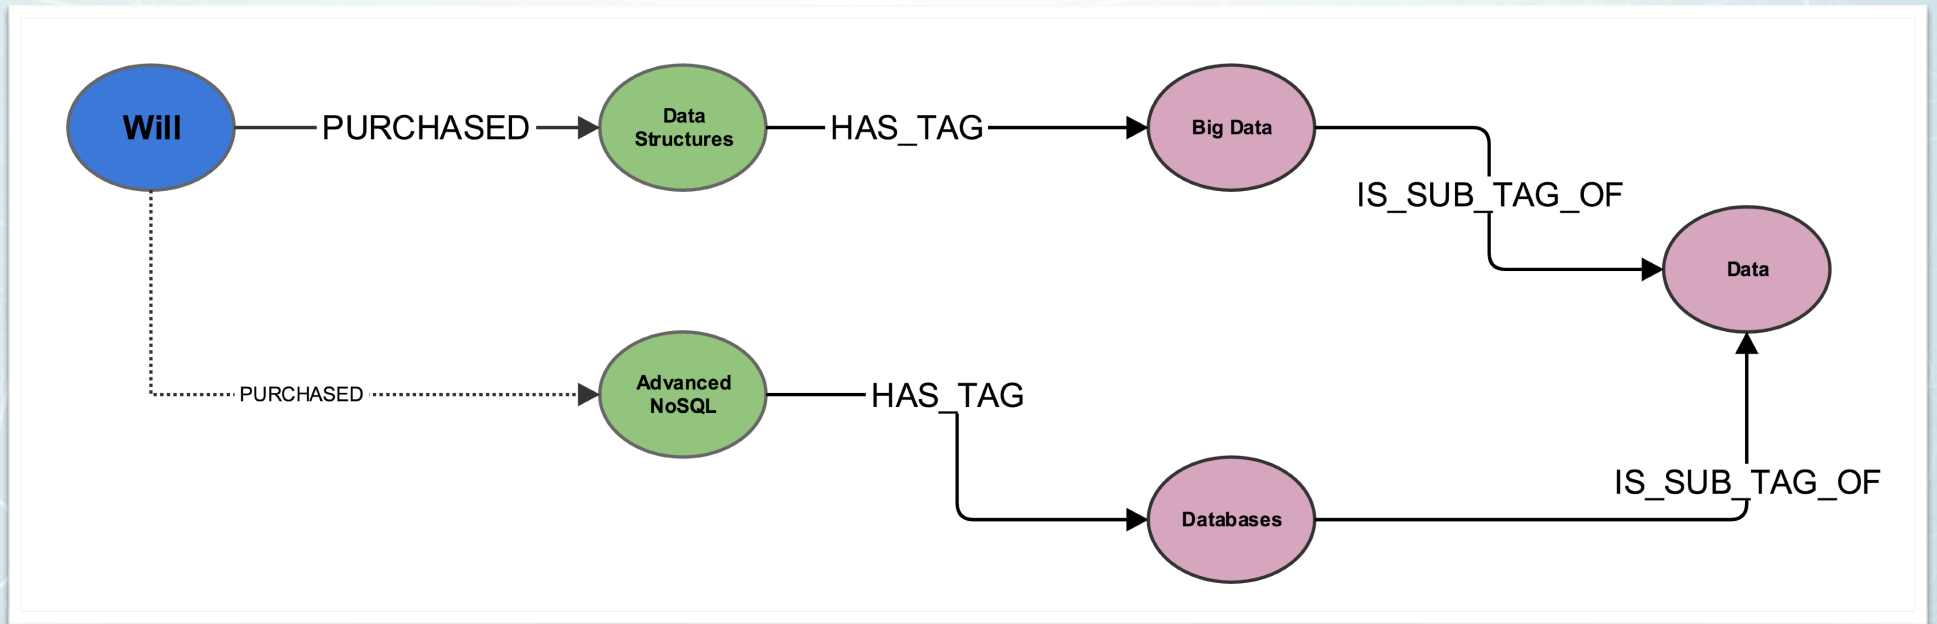 Will
PURCHASED
Data
Structures
HAS_TAG
Big Data
IS_SUB_TAG_OF
Data
PURCHASED
Advanced
NoSQL
HAS_TAG
Databases
IS_SUB_TAG_OF